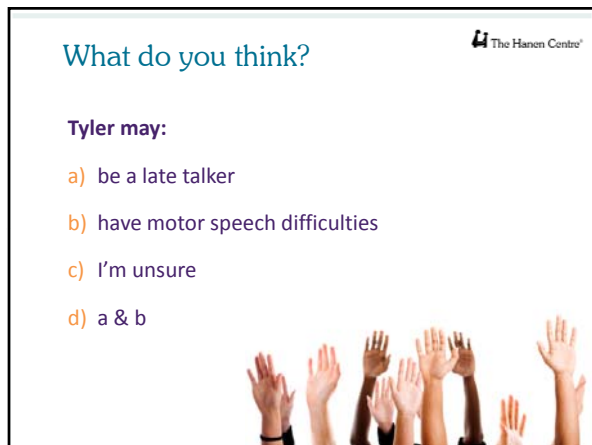 What do you think?
The Hanen Centre®
Tyler may:
a) be a late talker
b) have motor speech difficulties
c) I'm unsure
d) a & b